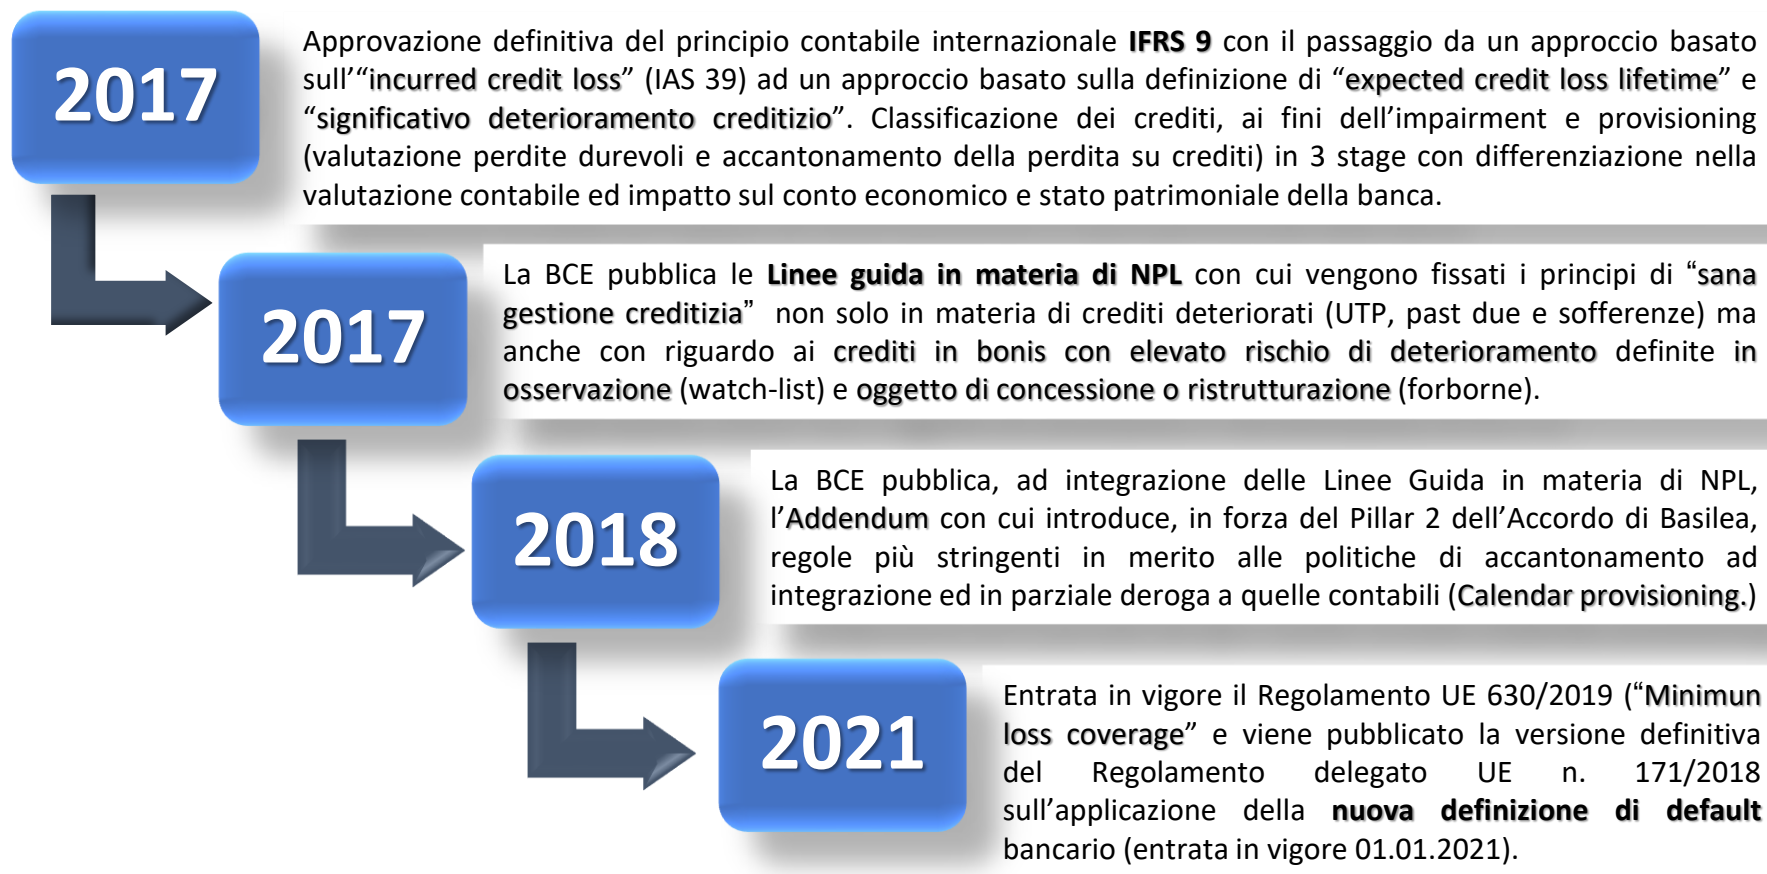 2017
Approvazione definitiva del principio contabile internazionale IFRS 9 con il passaggio da un approccio basato
sull’“incurred credit loss” (IAS 39) ad un approccio basato sulla definizione di “expected credit loss lifetime” e
“significativo deterioramento creditizio”. Classificazione dei crediti, ai fini dell’impairment e provisioning
(valutazione perdite durevoli e accantonamento della perdita su crediti) in 3 stage con differenziazione nella
valutazione contabile ed impatto sul conto economico e stato patrimoniale della banca.
2017
La BCE pubblica le Linee guida in materia di NPL con cui vengono fissati i principi di “sana
gestione creditizia” non solo in materia di crediti deteriorati (UTP, past due e sofferenze) ma
anche con riguardo ai crediti in bonis con elevato rischio di deterioramento definite in
osservazione (watch-list) e oggetto di concessione o ristrutturazione (forborne).
2018
La BCE pubblica, ad integrazione delle Linee Guida in materia di NPL,
l’Addendum con cui introduce, in forza del Pillar 2 dell’Accordo di Basilea,
regole più stringenti in merito alle politiche di accantonamento ad
integrazione ed in parziale deroga a quelle contabili (Calendar provisioning.)
2021
Entrata in vigore il Regolamento UE 630/2019 (“Minimun
loss coverage” e viene pubblicato la versione definitiva
del Regolamento delegato UE n. 171/2018
sull’applicazione della nuova definizione di default
bancario (entrata in vigore 01.01.2021).